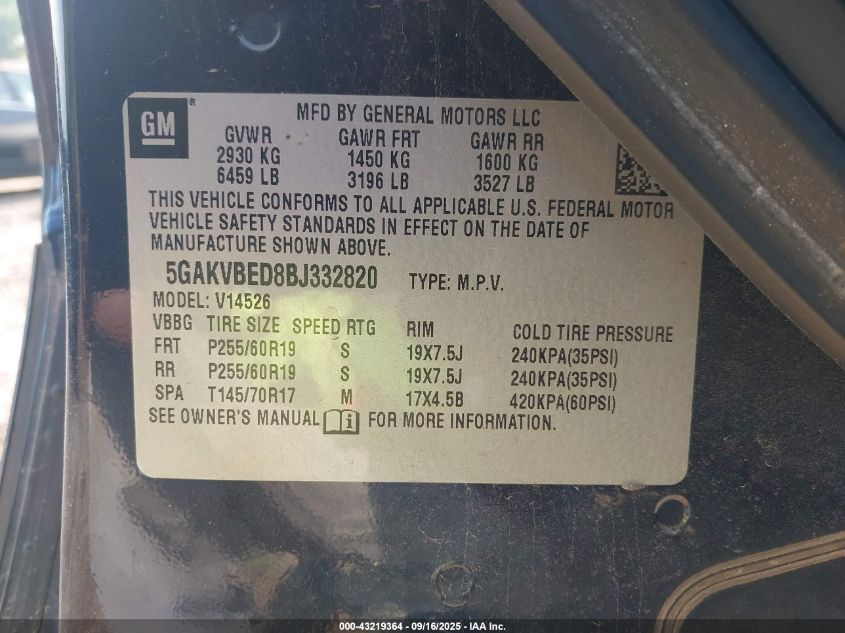 GM ®
MFD BY GENERAL MOTORS LLC
GVWR GAWR FRT GAWR RR
2930 KG 1450 KG 1600 KG
6459 LB 3196 LB 3527 LB
THIS VEHICLE CONFORMS TO ALL APPLICABLE U.S. FEDERAL MOTOR
VEHICLE SAFETY STANDARDS IN EFFECT ON THE DATE OF
MANUFACTURE SHOWN ABOVE.
5GAKVBED8BJ332820 TYPE: M.P.V.
MODEL: V14526
VBBG TIRE SIZE SPEED RTG RIM COLD TIRE PRESSURE
FRT P255/60R19 S 19X7.5J 240KPA(35PSI)
RR P255/60R19 S 19X7.5J 240KPA(35PSI)
SPA T145/70R17 M 17X4.5B 420KPA(60PSI)
SEE OWNER'S MANUAL i FOR MORE INFORMATION.
000-43219364 - 09/16/2025 - IAA Inc.